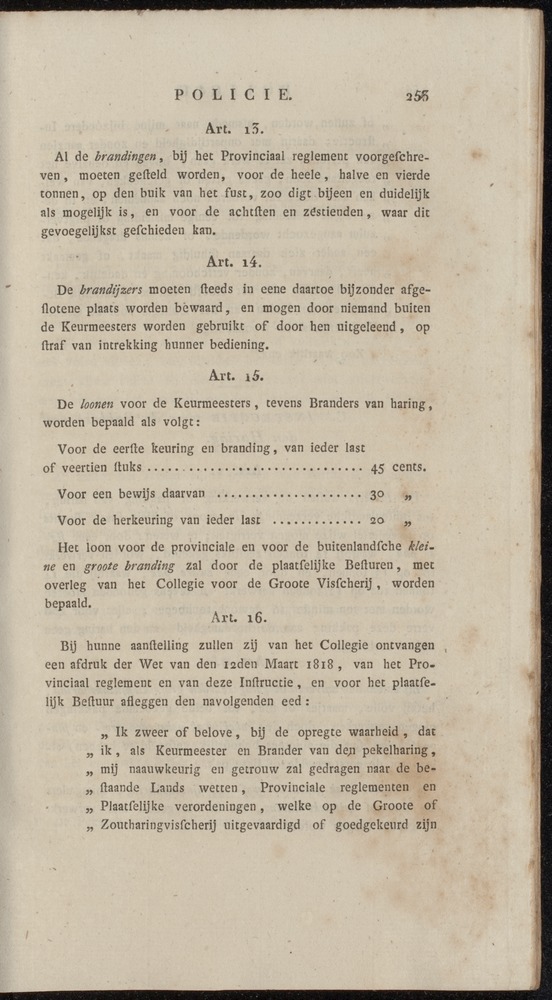 POLICIE. 255
Art. 13.
Al de brandingen, bij het Provinciaal reglement voorgeſchre-
ven, moeten geſteld worden, voor de heele, halve en vierde
tonnen, op den buik van het fust, zoo digt bijeen en duidelijk
als mogelijk is, en voor de achtſten en zéstienden, waar dit
gevoegelijkst geſchieden kan.
Art. 14.
De brandijzers moeten ſteeds in eene daartoe bijzonder afge-
ſlotene plaats worden bewaard, en mogen door niemand buiten
de Keurmeesters worden gebruikt of door hen uitgeleend, op
ſtraf van intrekking hunner bediening.
Art. 15.
De loonen voor de Keurmeesters, tevens Branders van haring,
worden bepaald als volgt:
Voor de eerſte keuring en branding, van ieder last
of veertien ſtuks .............................. 45 cents.
Voor een bewijs daarvan .................... 30 „
Voor de herkeuring van ieder last ............. 20 „
Het loon voor de provinciale en voor de buitenlandſche klei-
ne en groote branding zal door de plaatſelijke Beſturen, met
overleg van het Collegie voor de Groote Visſcherij, worden
bepaald.
Art. 16.
Bij hunne aanſtelling zullen zij van het Collegie ontvangen
een afdruk der Wet van den 12den Maart 1818, van het Pro-
vinciaal reglement en van deze Inſtructie, en voor het plaatſe-
lijk Beſtuur afleggen den navolgenden eed:
„ Ik zweer of belove, bij de opregte waarheid, dat
„ ik, als Keurmeester en Brander van den pekelharing,
„ mij naauwkeurig en getrouw zal gedragen naar de be-
„ ſtaande Lands wetten, Provinciale reglementen en
„ Plaatſelijke verordeningen, welke op de Groote of
„ Zoutharingvisſcherij uitgevaardigd of goedgekeurd zijn